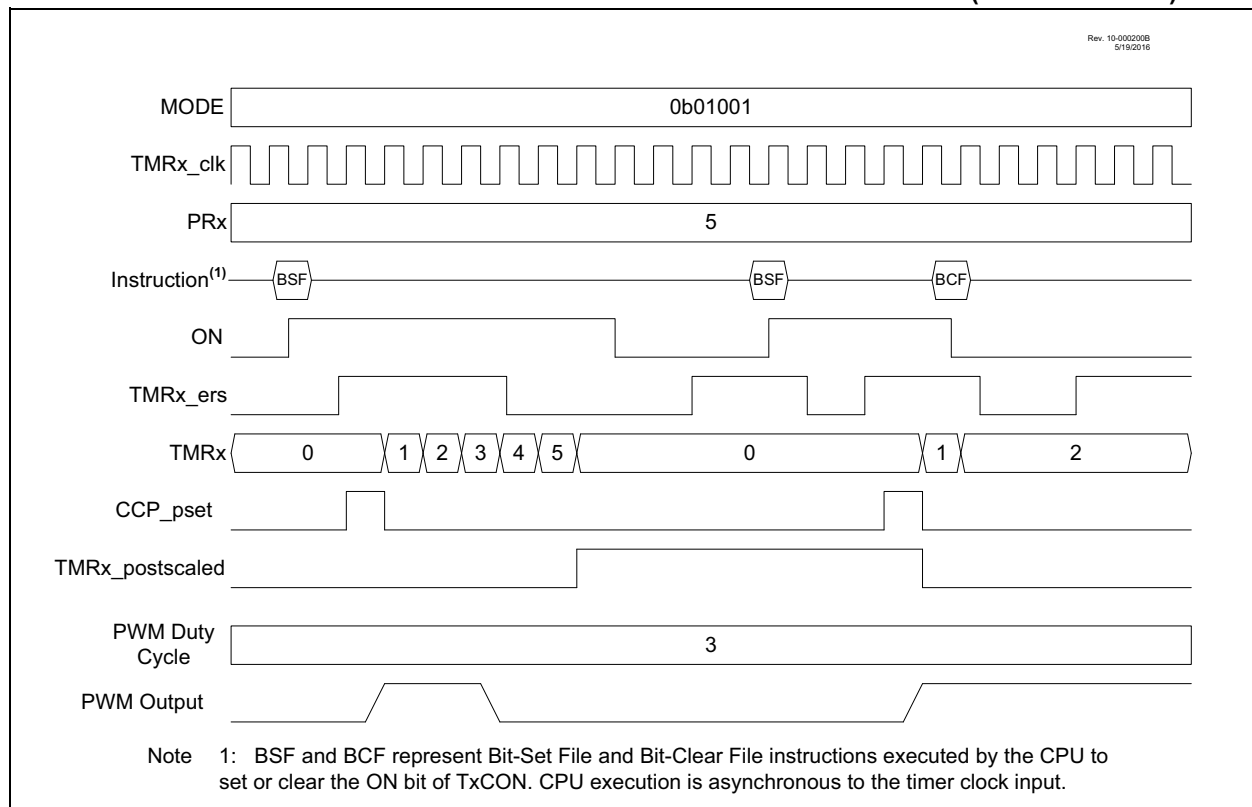 Rev. 10-000200B
5/19/2016
MODE 0b01001
TMRx_clk
PRx 5
Instruction(1) BSF BSF BCF
ON
TMRx_ers
TMRx 0 1 2 3 4 5 0 1 2
CCP_pset
TMRx_postscaled
PWM Duty
Cycle 3
PWM Output
Note 1: BSF and BCF represent Bit-Set File and Bit-Clear File instructions executed by the CPU to
set or clear the ON bit of TxCON. CPU execution is asynchronous to the timer clock input.